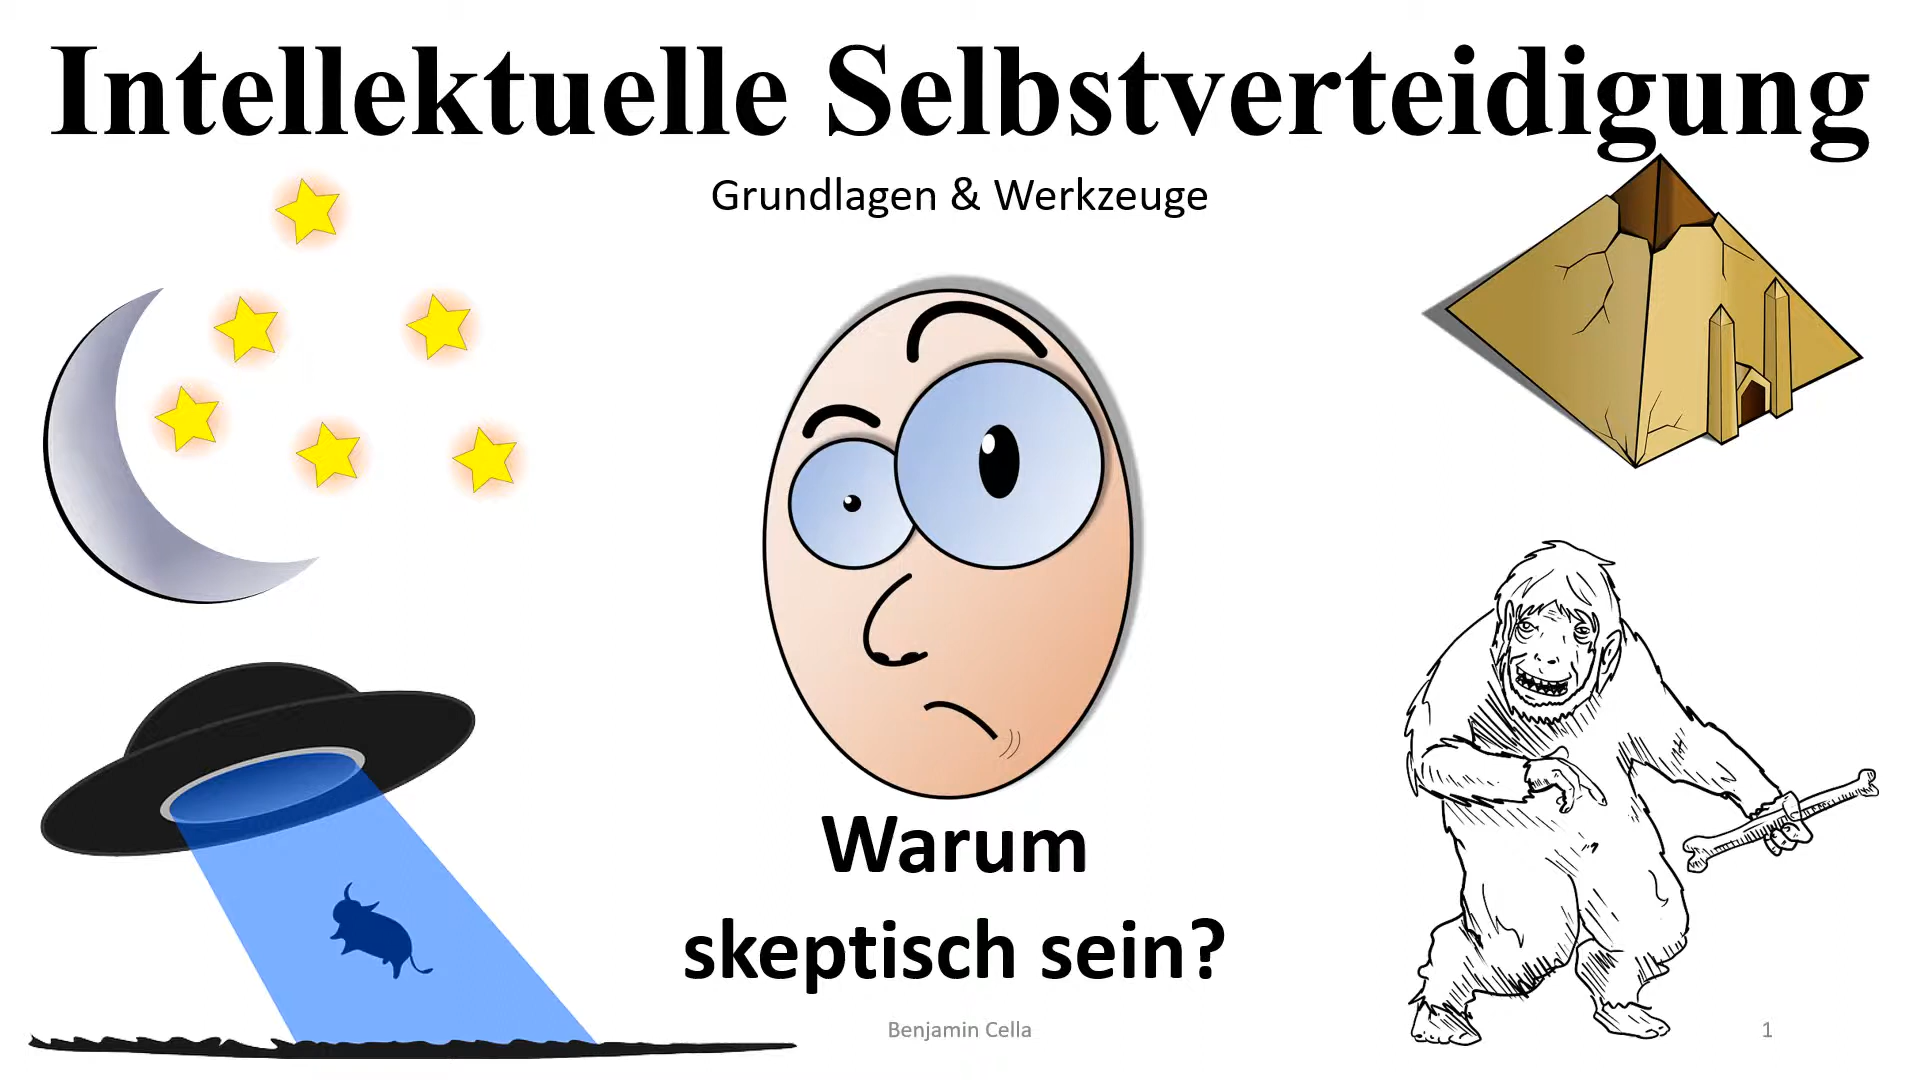 Intellektuelle Selbstverteidigung
Grundlagen & Werkzeuge
Warum
skeptisch sein?
Benjamin Cella
1